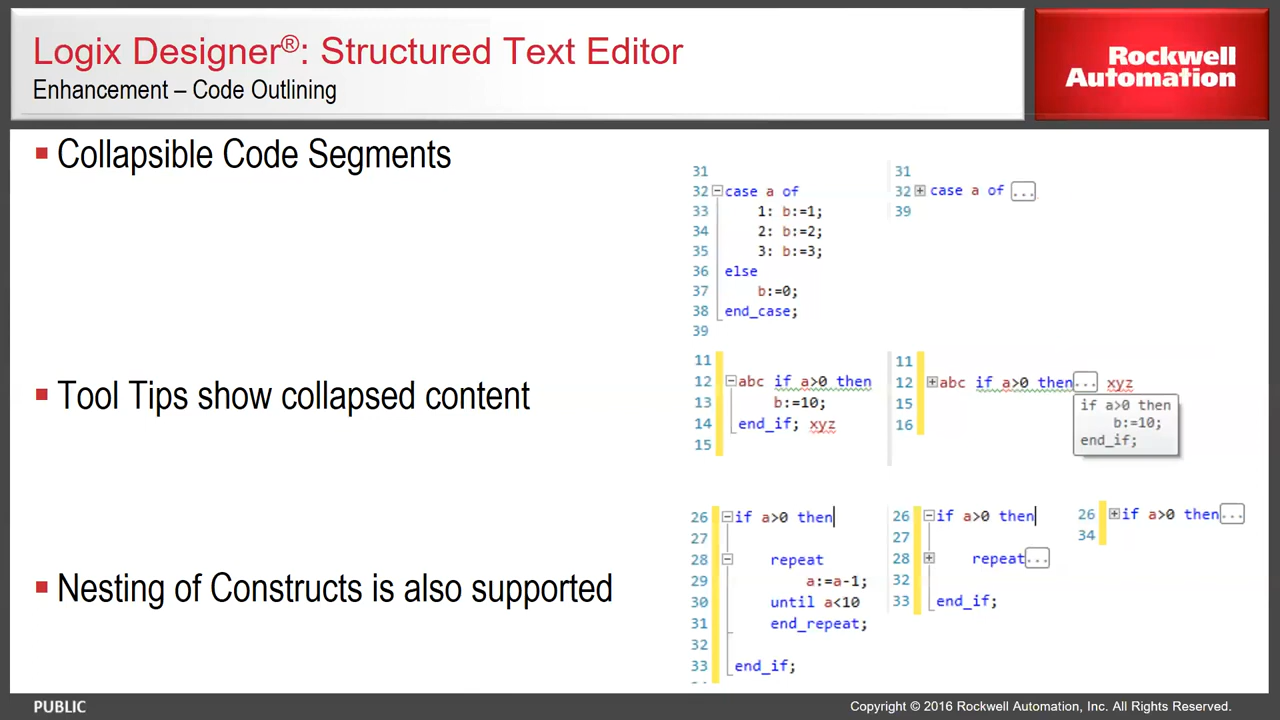 Logix Designer®: Structured Text Editor
Enhancement – Code Outlining
Rockwell
Automation
▪ Collapsible Code Segments
31
32 case a of
33 1: b:=1;
34 2: b:=2;
35 3: b:=3;
36 else
37 b:=0;
38 end_case;
39
31
32 case a of ...
39
▪ Tool Tips show collapsed content
11
12 abc if a>0 then
13 b:=10;
14 end_if; xyz
15
11
12 abc if a>0 then... xyz
15
16
if a>0 then
b:=10;
end_if;
▪ Nesting of Constructs is also supported
26 if a>0 then
27
28 repeat
29 a:=a-1;
30 until a<10
31 end_repeat;
32
33 end_if;
26 if a>0 then
27
28 repeat...
32
33 end_if;
26 if a>0 then...
34
PUBLIC
Copyright © 2016 Rockwell Automation, Inc. All Rights Reserved.